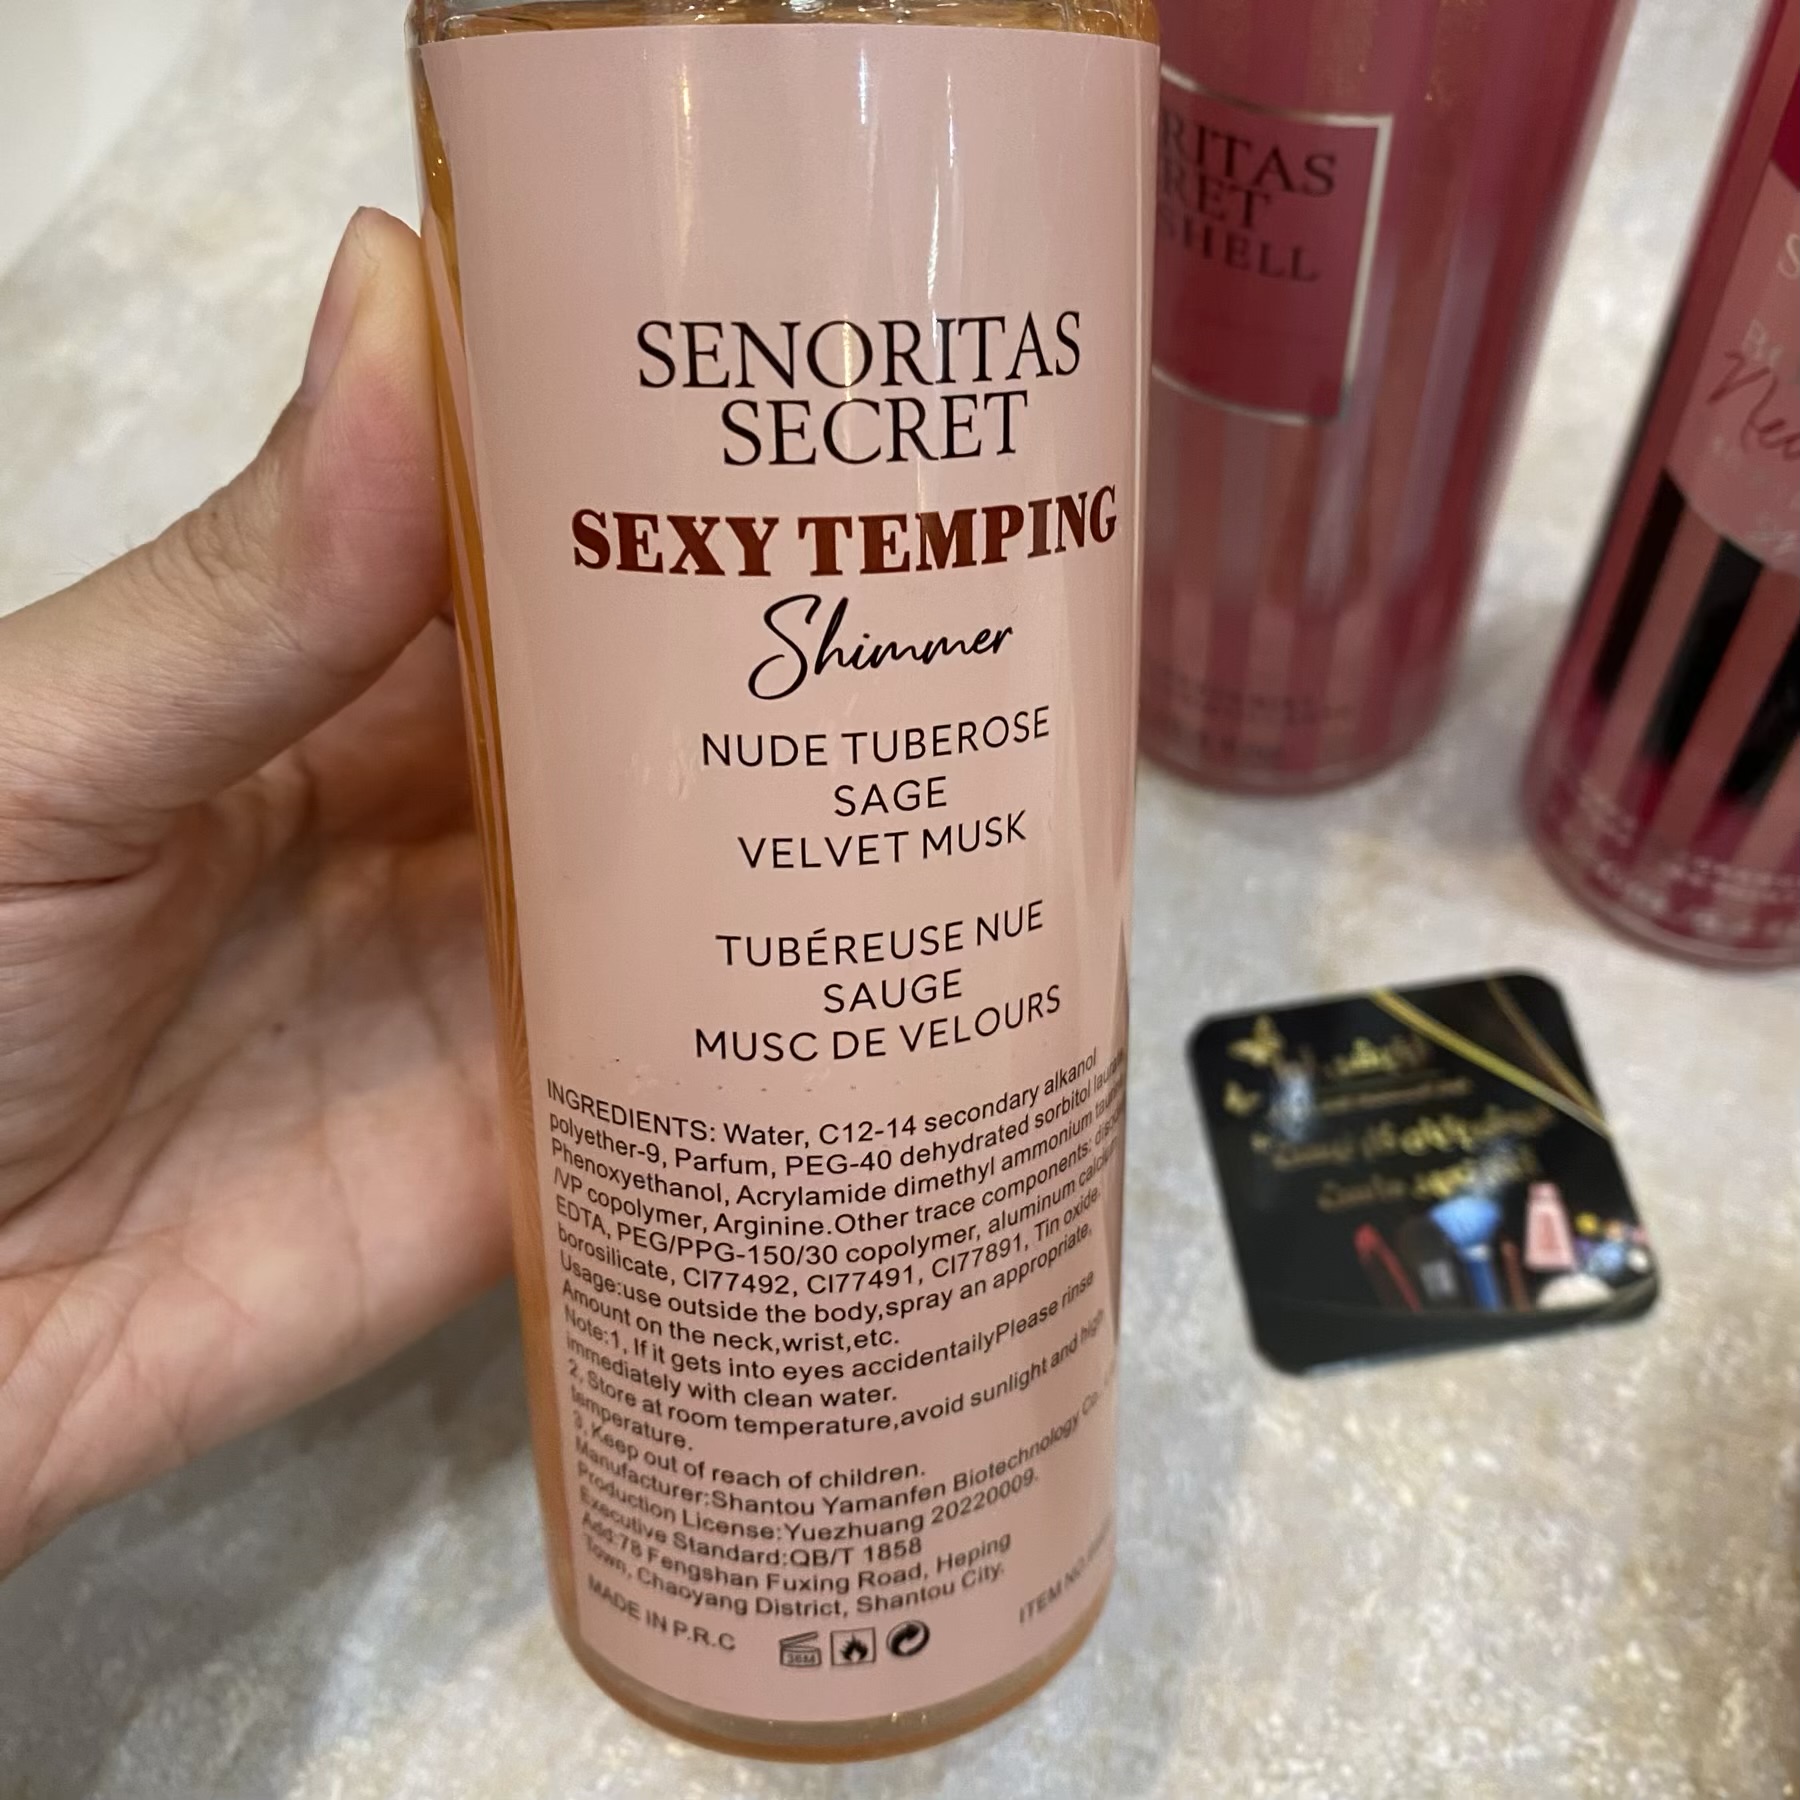 SENORITAS
SECRET
SEXY TEMPING
Shimmer
NUDE TUBEROSE
SAGE
VELVET MUSK
TUBÉREUSE NUE
SAUGE
MUSC DE VELOURS
INGREDIENTS: Water, C12-14 secondary alkanol
polyether-9, Parfum, PEG-40 dehydrated sorbitol
Phenoxyethanol, Acrylamide dimethyl ammonium
/VP copolymer, Arginine.Other trace components:
EDTA, PEG/PPG-150/30 copolymer, aluminum calcium
borosilicate, CI77492, CI77491, CI77891, Tin oxide.
Usage:use outside the body,spray an appropriate,
Amount on the neck,wrist,etc.
Note:1, If it gets into eyes accidentailyPlease rinse
immediately with clean water.
2, Store at room temperature,avoid sunlight and high
temperature.
3, Keep out of reach of children.
Manufacturer:Shantou Yamanfen Biotechnology Co.
Production License:Yuezhuang 20220009.
Executive Standard:QB/T 1858
Add:78 Fengshan Fuxing Road, Heping
Town, Chaoyang District, Shantou City.
MADE IN P.R.C
36M
ITEM NO
RITAS
RET
SHELL